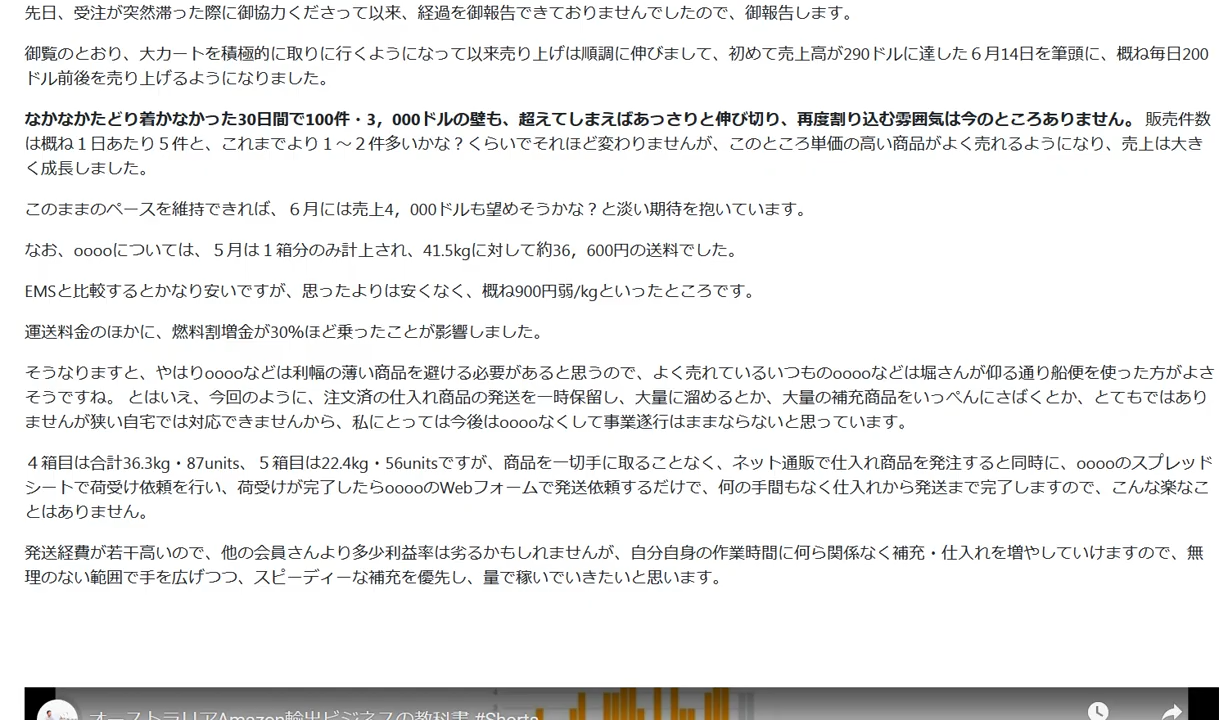 先日、受注が突然滞った際に御協力くださって以来、経過を御報告できておりませんでしたので、御報告します。
御覧のとおり、大カートを積極的に取りに行くようになって以来売り上げは順調に伸びまして、初めて売上高が290ドルに達した６月14日を筆頭に、概ね毎日200
ドル前後を売り上げるようになりました。
なかなかたどり着かなかった30日間で100件・3，000ドルの壁も、超えてしまえばあっさりと伸び切り、再度割り込む雰囲気は今のところありません。 販売件数
は概ね１日あたり５件と、これまでより１～２件多いかな？くらいでそれほど変わりませんが、このところ単価の高い商品がよく売れるようになり、売上は大き
く成長しました。
このままのペースを維持できれば、６月には売上4，000ドルも望めそうかな？と淡い期待を抱いています。
なお、ooooについては、５月は１箱分のみ計上され、41.5kgに対して約36，600円の送料でした。
EMSと比較するとかなり安いですが、思ったよりは安くなく、概ね900円弱/kgといったところです。
運送料金のほかに、燃料割増金が30%ほど乗ったことが影響しました。
そうなりますと、やはりooooなどは利幅の薄い商品を避ける必要があると思うので、よく売れているいつものooooなどは堀さんが仰る通り船便を使った方がよさ
そうですね。 とはいえ、今回のように、注文済の仕入れ商品の発送を一時保留し、大量に溜めるとか、大量の補充商品をいっぺんにさばくとか、とてもではあり
ませんが狭い自宅では対応できませんから、私にとっては今後はooooなくして事業遂行はままならないと思っています。
４箱目は合計36.3kg・87units、５箱目は22.4kg・56unitsですが、商品を一切手に取ることなく、ネット通販で仕入れ商品を発注すると同時に、ooooのスプレッド
シートで荷受け依頼を行い、荷受けが完了したらooooのWebフォームで発送依頼するだけで、何の手間もなく仕入れから発送まで完了しますので、こんな楽なこ
とはありません。
発送経費が若干高いので、他の会員さんより多少利益率は劣るかもしれませんが、自分自身の作業時間に何ら関係なく補充・仕入れを増やしていけますので、無
理のない範囲で手を広げつつ、スピーディーな補充を優先し、量で稼いでいきたいと思います。
オーストラリアAmazon輸出ビジネスの教科書 #Shorts